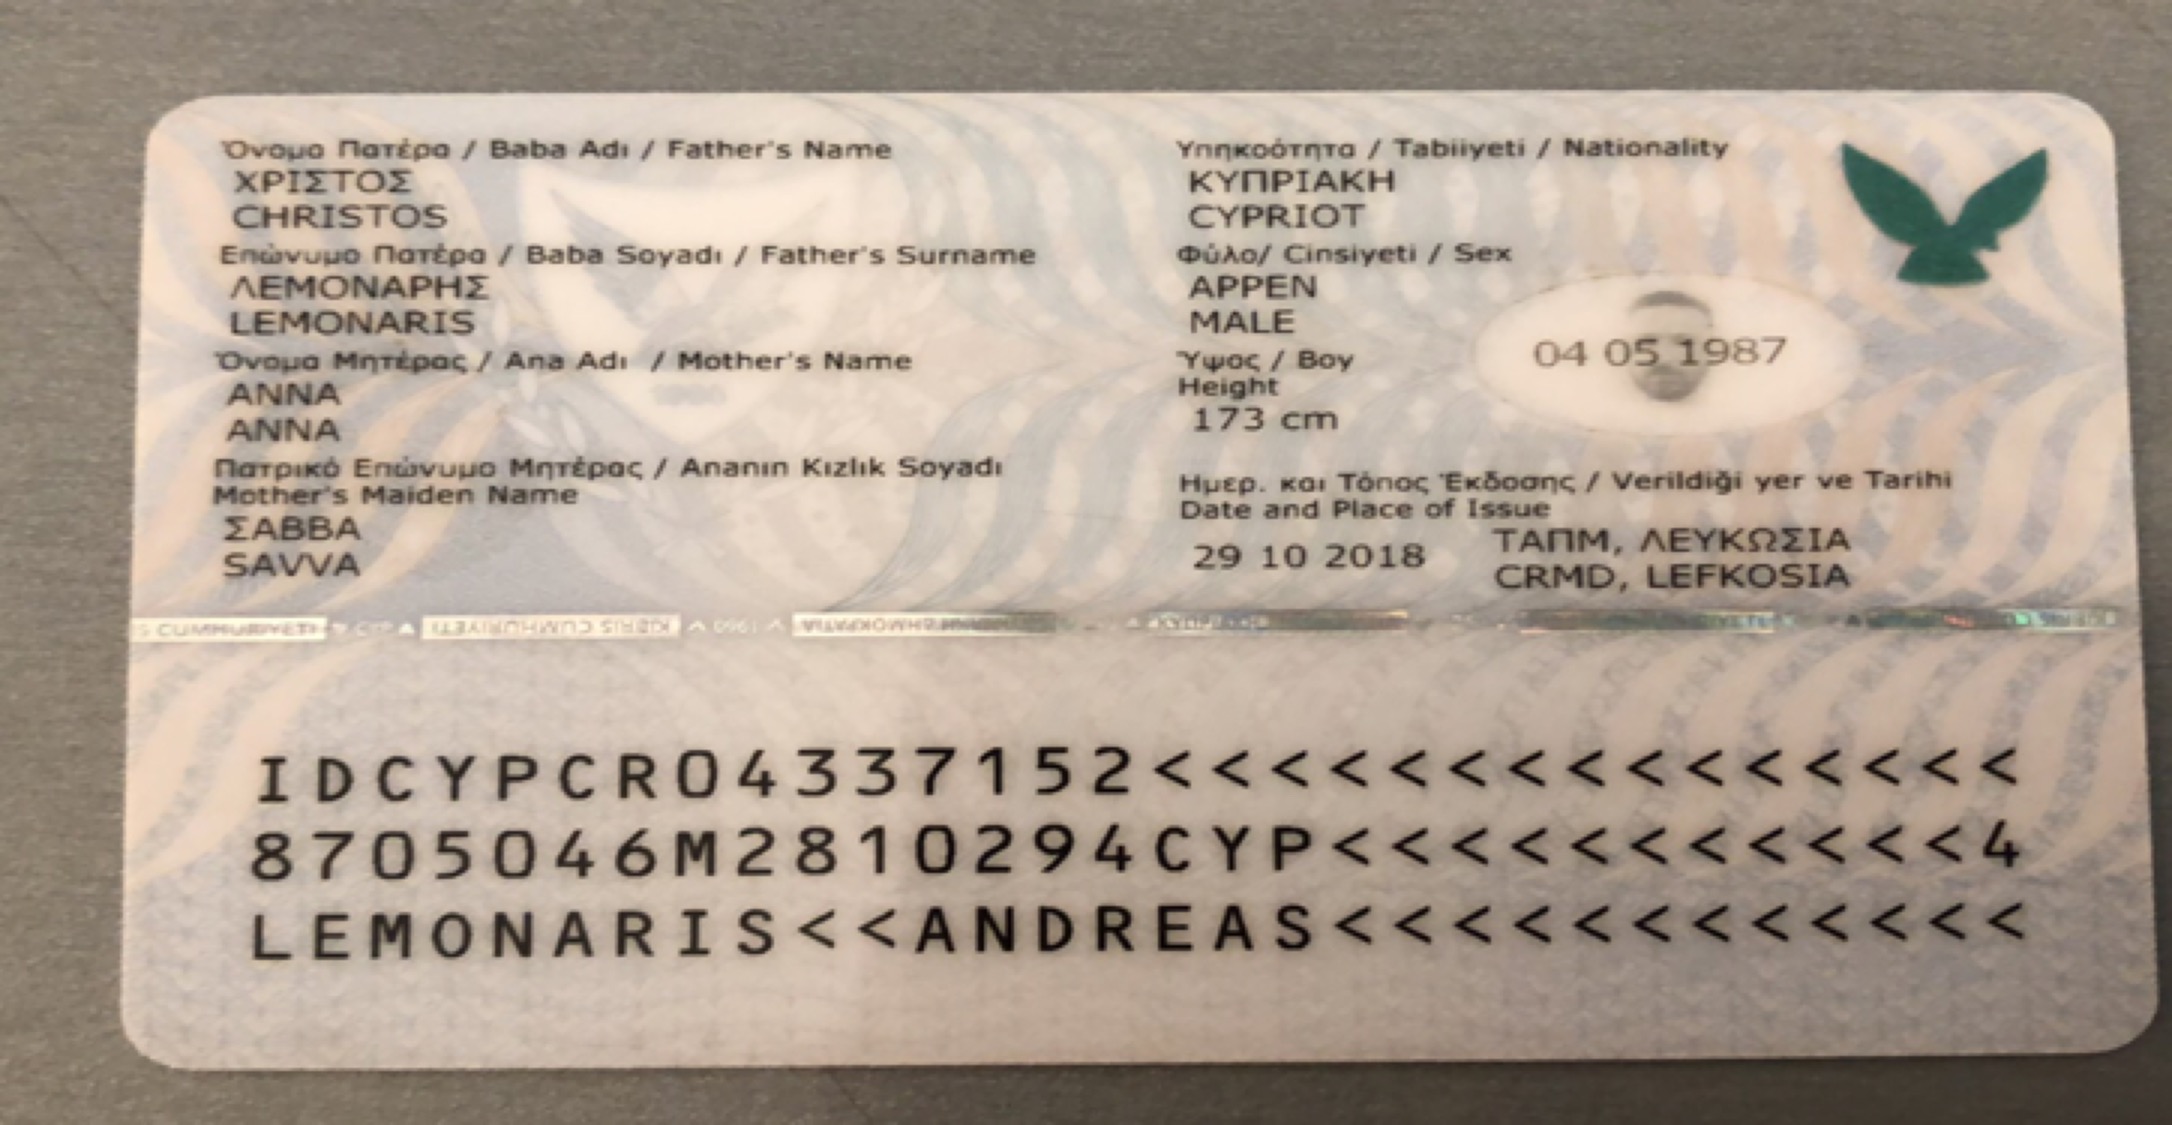 Όνομα Πατέρα / Baba Adı / Father's Name
ΧΡΙΣΤΟΣ
CHRISTOS
Επώνυμο Πατέρα / Baba Soyadı / Father's Surname
ΛΕΜΟΝΑΡΗΣ
LEMONARIS
Όνομα Μητέρας / Ana Adı / Mother's Name
ΑΝΝΑ
ANNA
Πατρικό Επώνυμο Μητέρας / Ananın Kızlık Soyadı
Mother's Maiden Name
ΣΑΒΒΑ
SAVVA
Υπηκοότητα / Tabiiyeti / Nationality
ΚΥΠΡΙΑΚΗ
CYPRIOT
Φύλο/ Cinsiyeti / Sex
ΑΡΡΕΝ
MALE
Ύψος / Boy
Height
173 cm
04 05 1987
Ημερ. και Τόπος Έκδοσης / Verildiği yer ve Tarihi
Date and Place of Issue
29 10 2018
ΤΑΠΜ, ΛΕΥΚΩΣΙΑ
CRMD, LEFKOSIA
KIBRIS CUMHURIYETI
IDCYPCR04337152<<<<<<<<<<<<<<<
8705046M2810294CYP<<<<<<<<<<<4
LEMONARIS<<ANDREAS<<<<<<<<<<<<